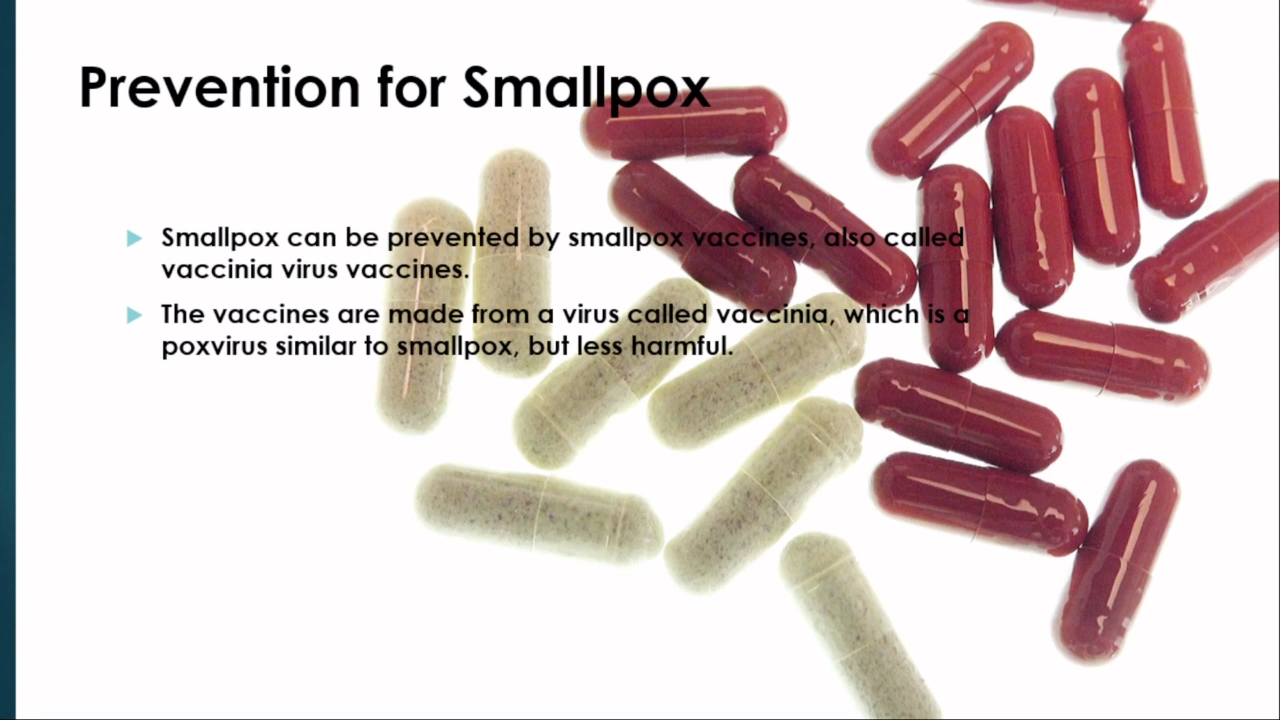 Prevention for Smallpox
Smallpox can be prevented by smallpox vaccines, also called
vaccinia virus vaccines.
The vaccines are made from a virus called vaccinia, which is a
poxvirus similar to smallpox, but less harmful.